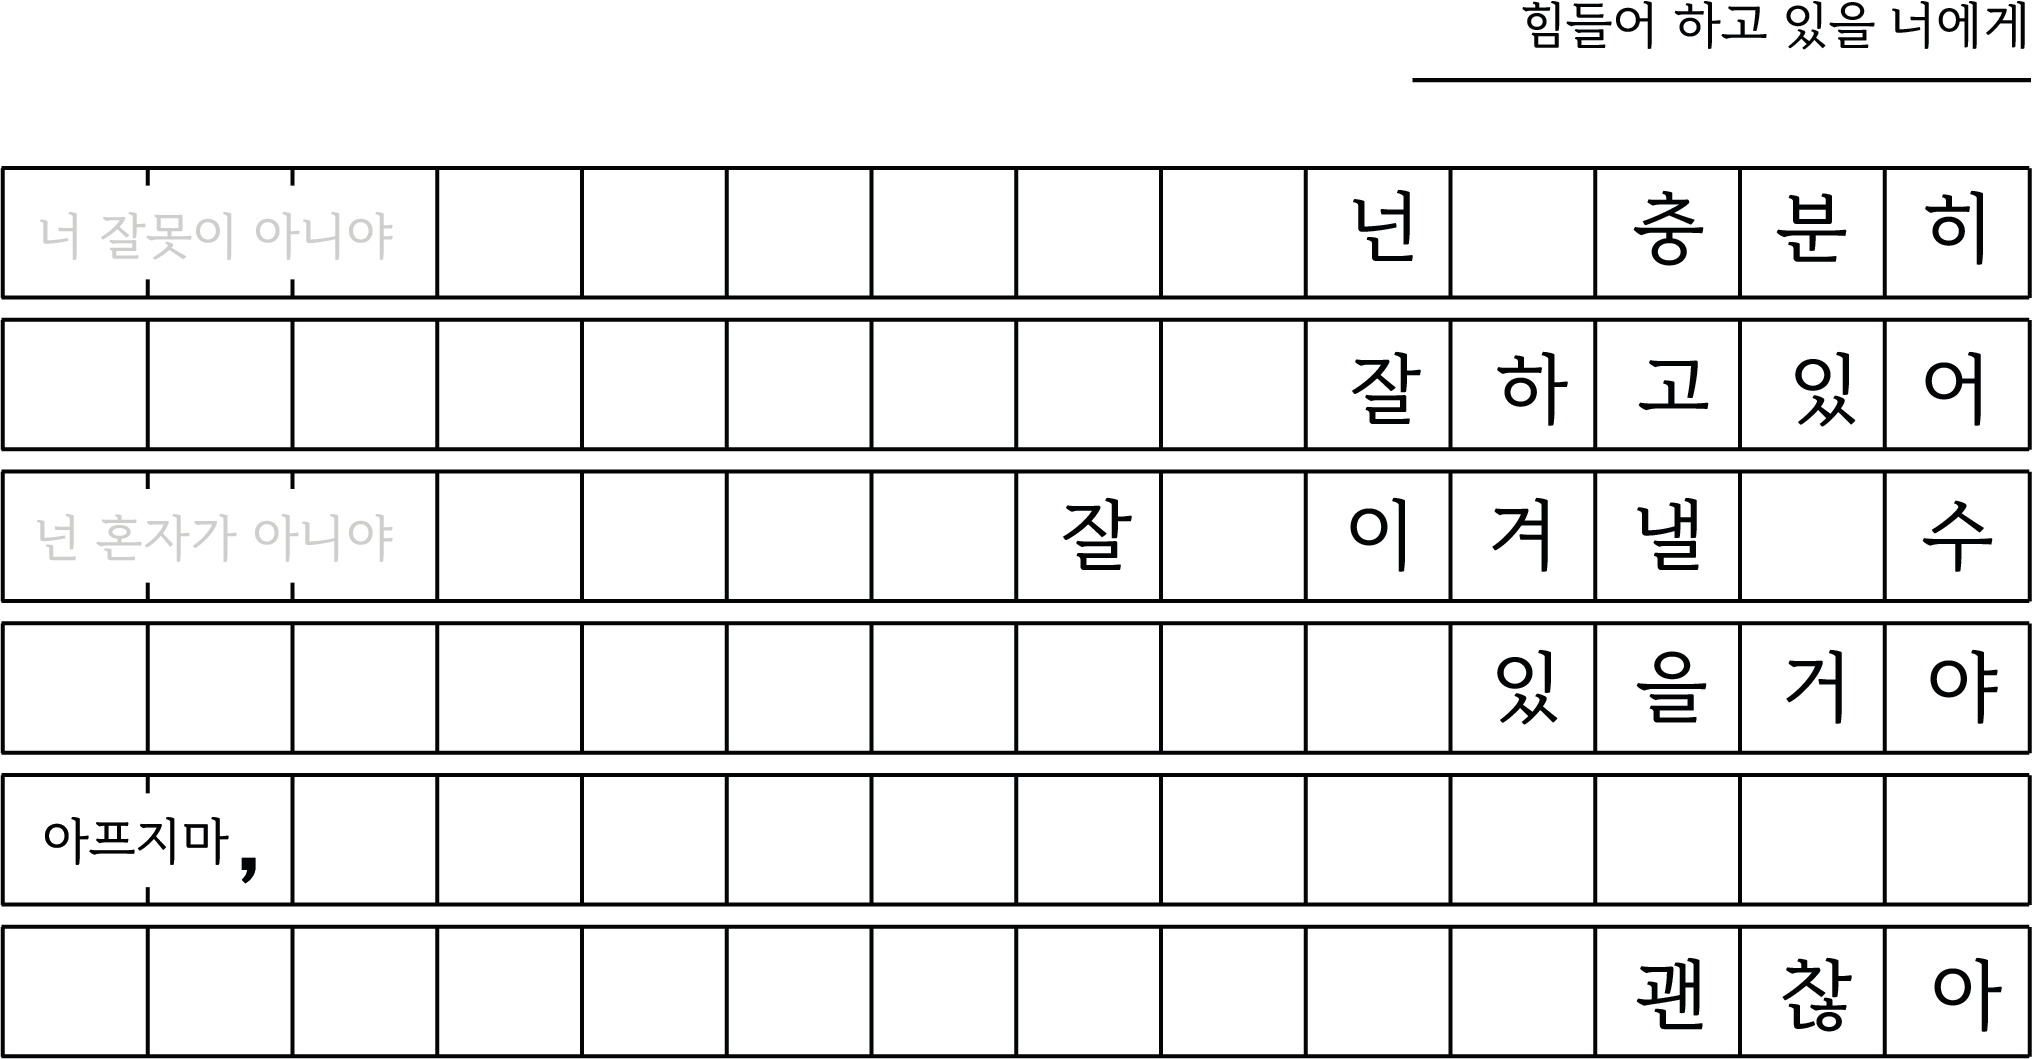 힘들어 하고 있을 너에게
너 잘못이 아니야 넌 충분히
잘하고있어
넌 혼자가 아니야 잘 이겨낼 수
있을거야
아프지마,
괜찮아